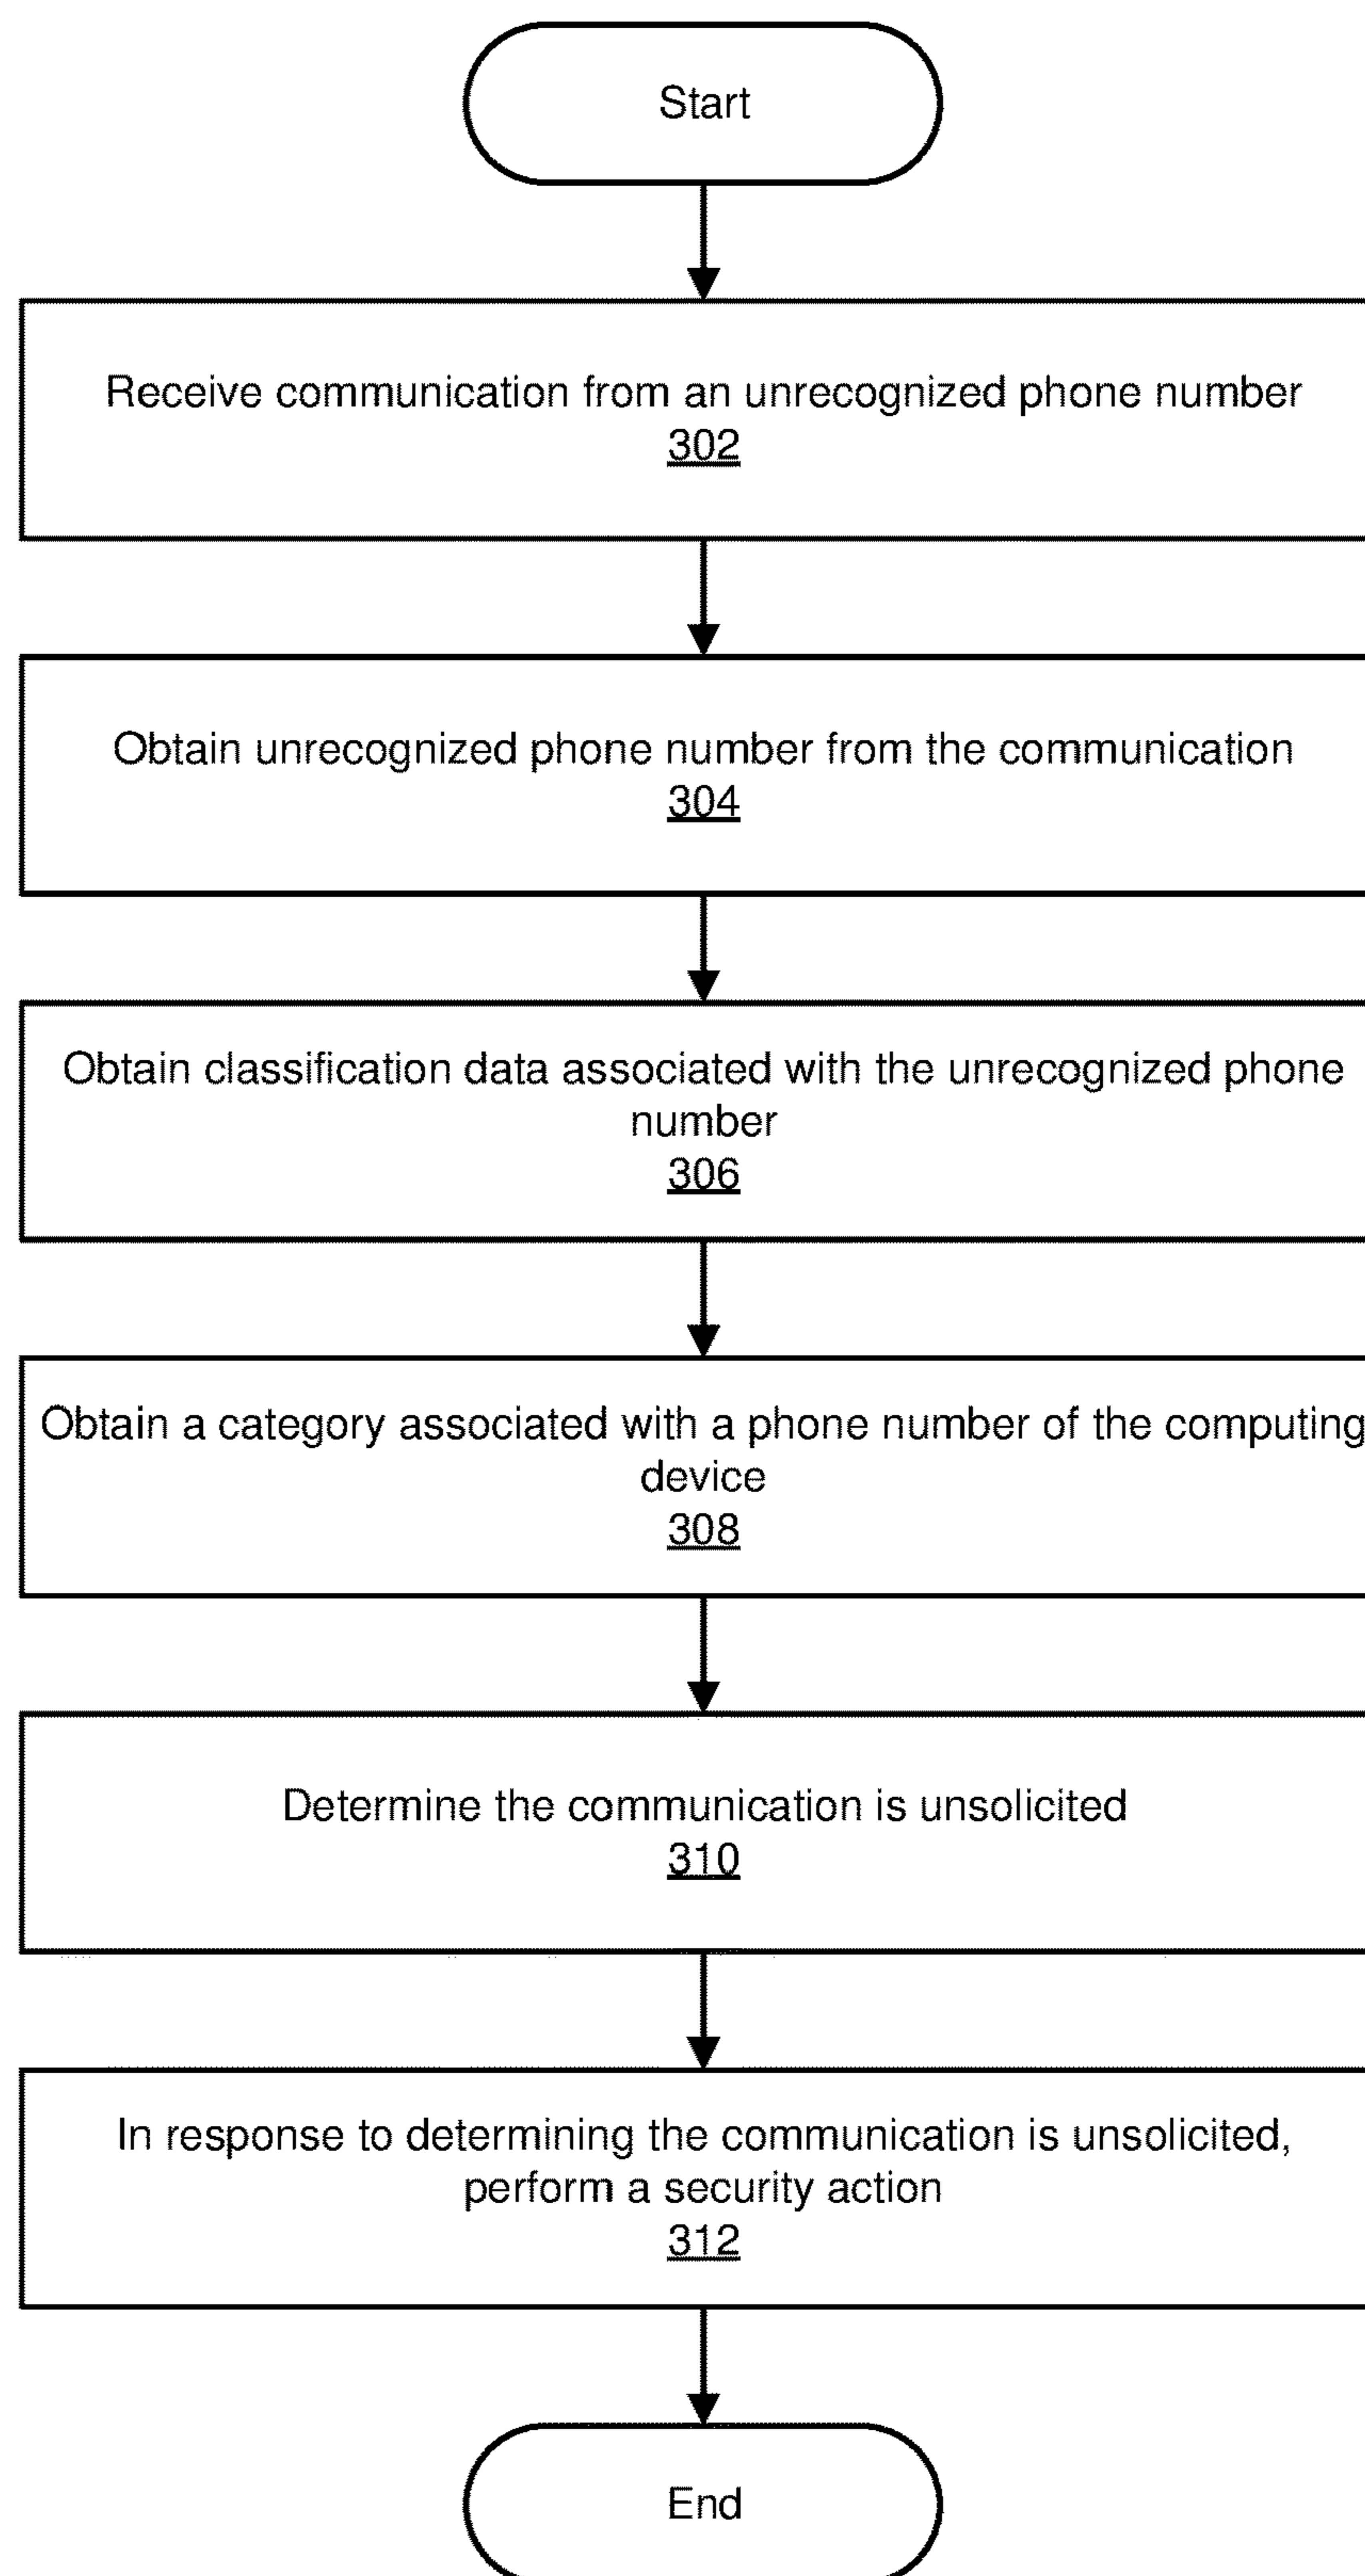 Start
Receive communication from an unrecognized phone number
302
Obtain unrecognized phone number from the communication
304
Obtain classification data associated with the unrecognized phone
number
306
Obtain a category associated with a phone number of the computing
device
308
Determine the communication is unsolicited
310
In response to determining the communication is unsolicited,
perform a security action
312
End